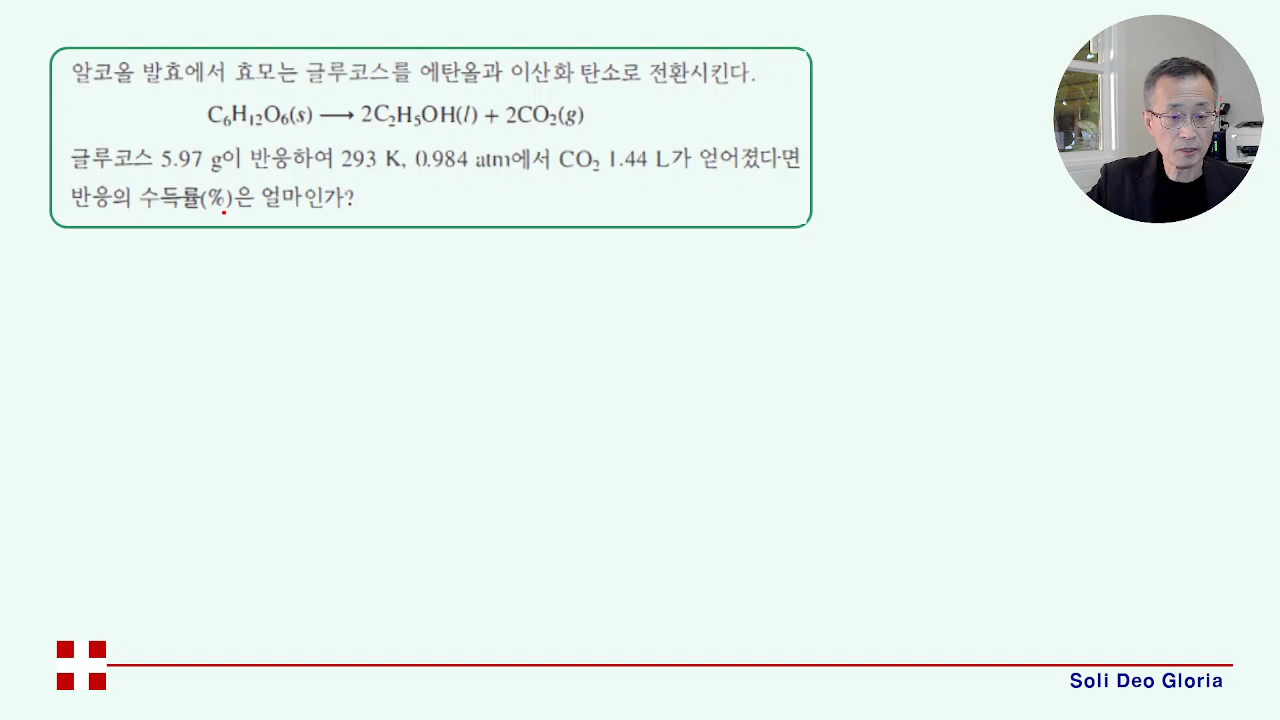 알코올 발효에서 효모는 글루코스를 에탄올과 이산화 탄소로 전환시킨다.
C₆H₁₂O₆(s) ⟶ 2C₂H₅OH(l) + 2CO₂(g)
글루코스 5.97 g이 반응하여 293 K, 0.984 atm에서 CO₂ 1.44 L가 얻어졌다면
반응의 수득률(%)은 얼마인가?
Soli Deo Gloria